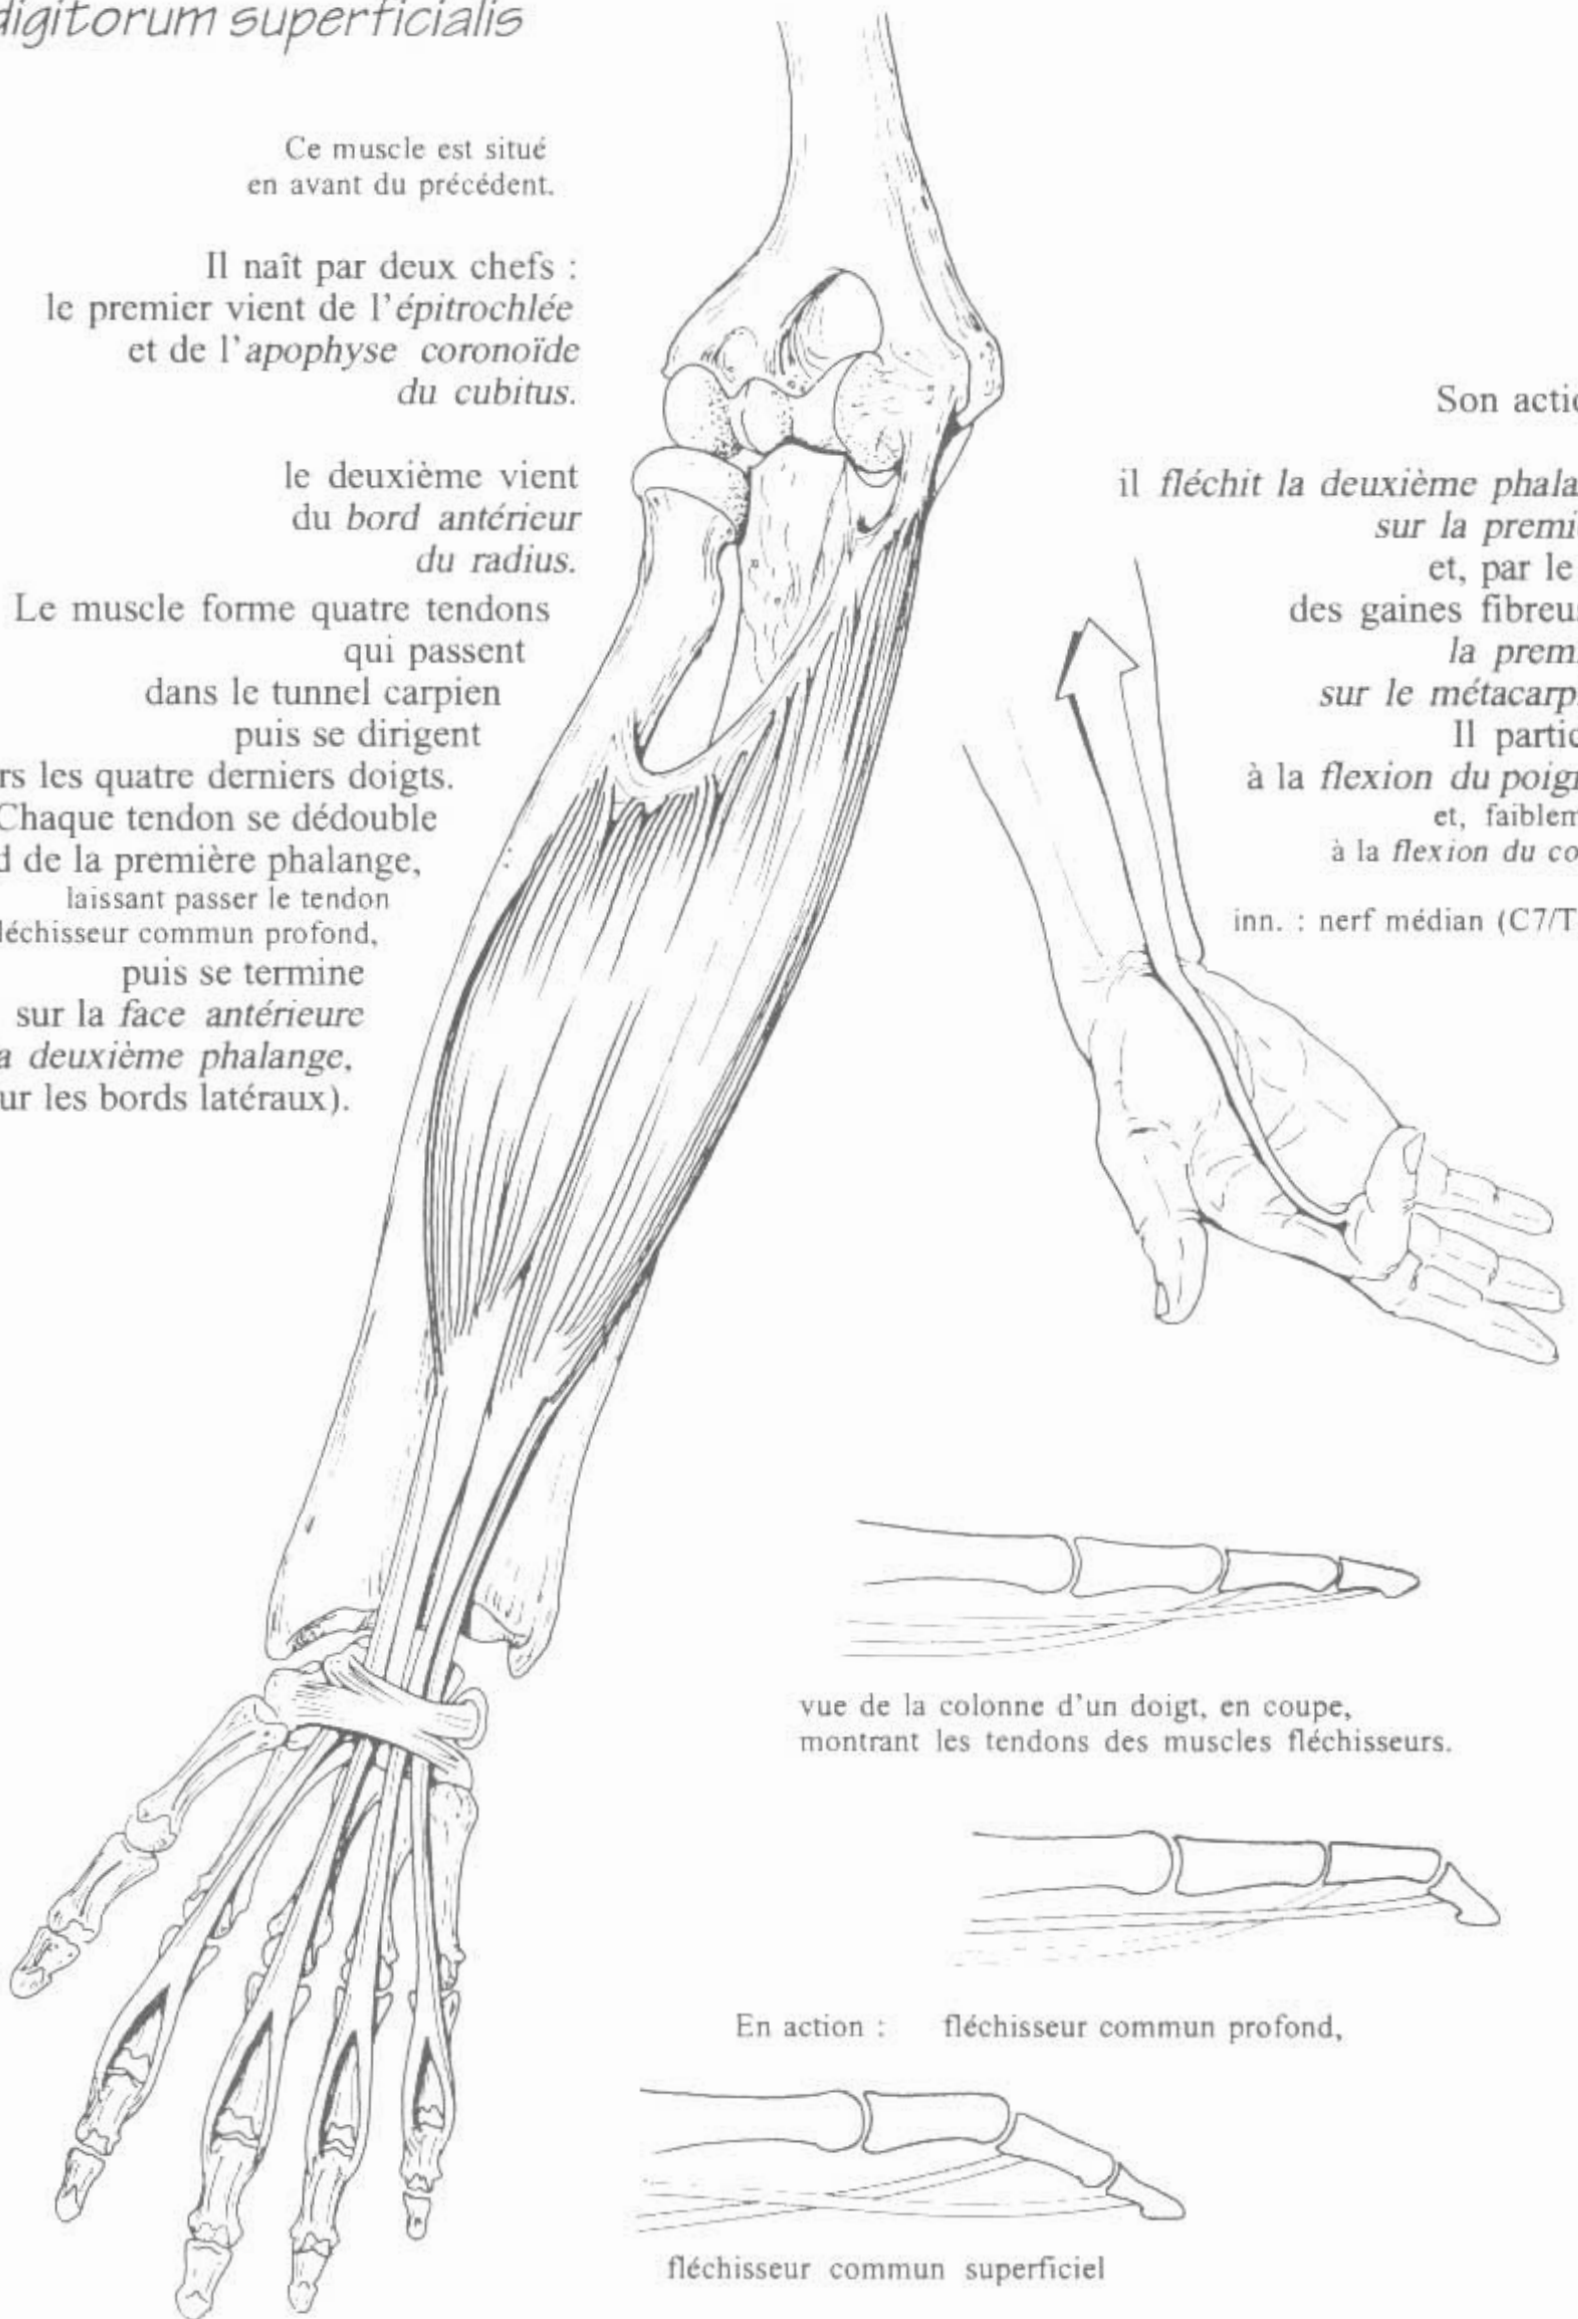 digitorum superficialis
Ce muscle est situé
en avant du précédent.
Il naît par deux chefs :
le premier vient de l'épitrochlée
et de l'apophyse coronoïde
du cubitus.
le deuxième vient
du bord antérieur
du radius.
Le muscle forme quatre tendons
qui passent
dans le tunnel carpien
puis se dirigent
les quatre derniers doigts.
Chaque tendon se dédouble
de la première phalange,
laissant passer le tendon
commun profond,
puis se termine
sur la face antérieure
deuxième phalange,
les bords latéraux).
Son
il fléchit la deuxième
sur la
et, par le
des gaines
la
sur le
Il
à la flexion du
et,
à la flexion du
inn. : nerf médian (C7/T
vue de la colonne d'un doigt, en coupe,
montrant les tendons des muscles fléchisseurs.
En action : fléchisseur commun profond,
fléchisseur commun superficiel